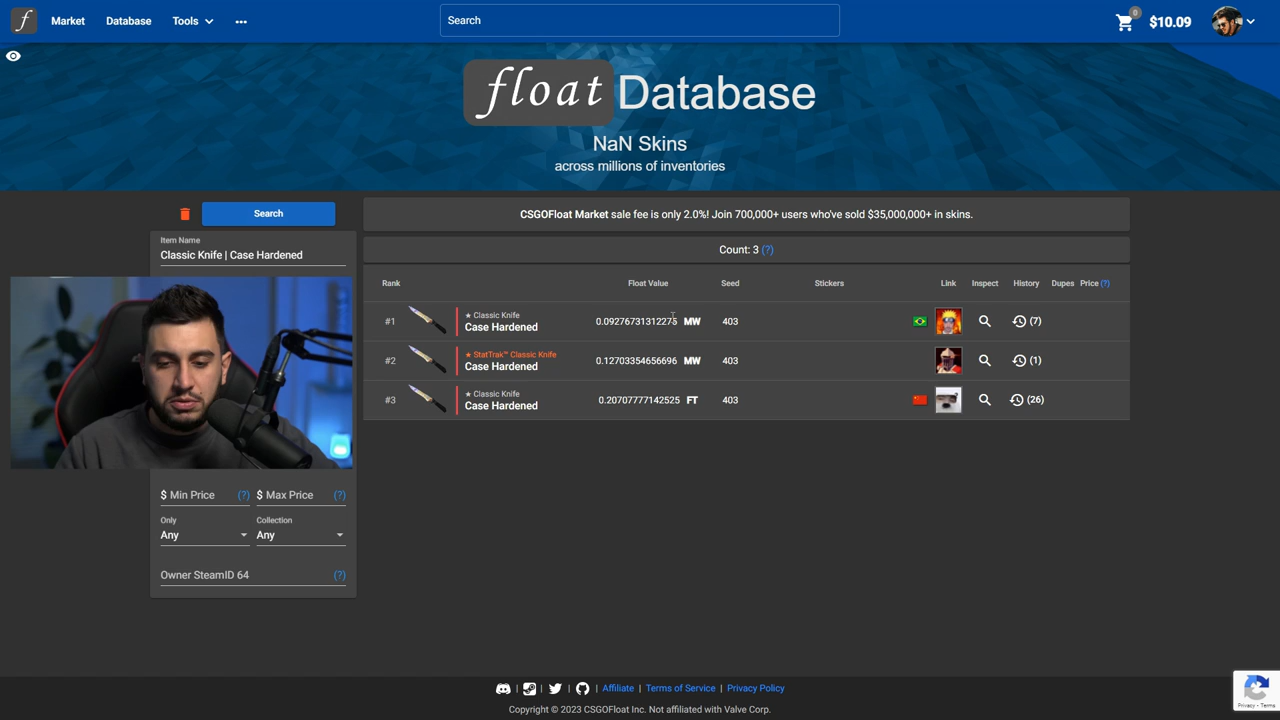 f Market Database Tools ••• Search 0 $10.09
float Database
NaN Skins
across millions of inventories
Search
CSGOFloat Market sale fee is only 2.0%! Join 700,000+ users who've sold $35,000,000+ in skins.
Item Name
Classic Knife | Case Hardened
Count: 3 (?)
Rank Float Value Seed Stickers Link Inspect History Dupes Price (?)
★ Classic Knife
#1 Case Hardened 0.09276731312275 MW 403 (7)
★ StatTrak™ Classic Knife
#2 Case Hardened 0.12703354656696 MW 403 (1)
★ Classic Knife
#3 Case Hardened 0.20707777142525 FT 403 (26)
$ Min Price (?) $ Max Price (?)
Only Collection
Any Any
Owner SteamID 64 (?)
| | | | Affiliate | Terms of Service | Privacy Policy
Copyright © 2023 CSGOFloat Inc. Not affiliated with Valve Corp.
Privacy - Terms